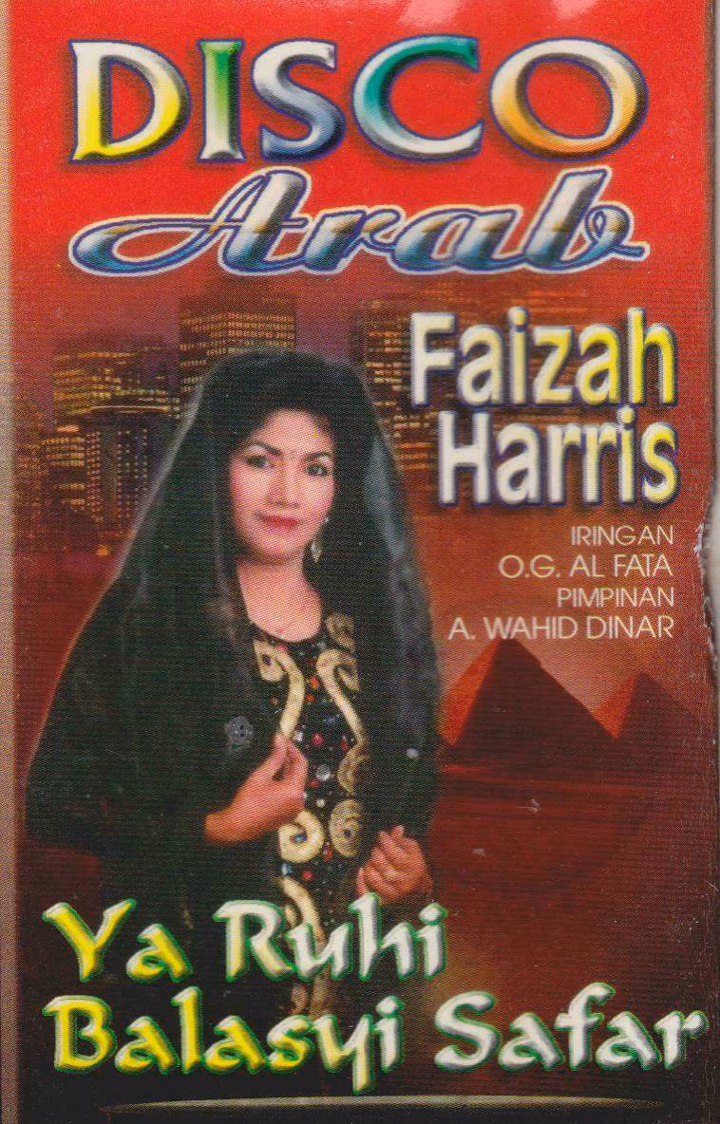 DISCO
Arab
Faizah
Harris
IRINGAN
O.G. AL FATA
PIMPINAN
A. WAHID DINAR
Ya Ruhi
Balasyi Safar